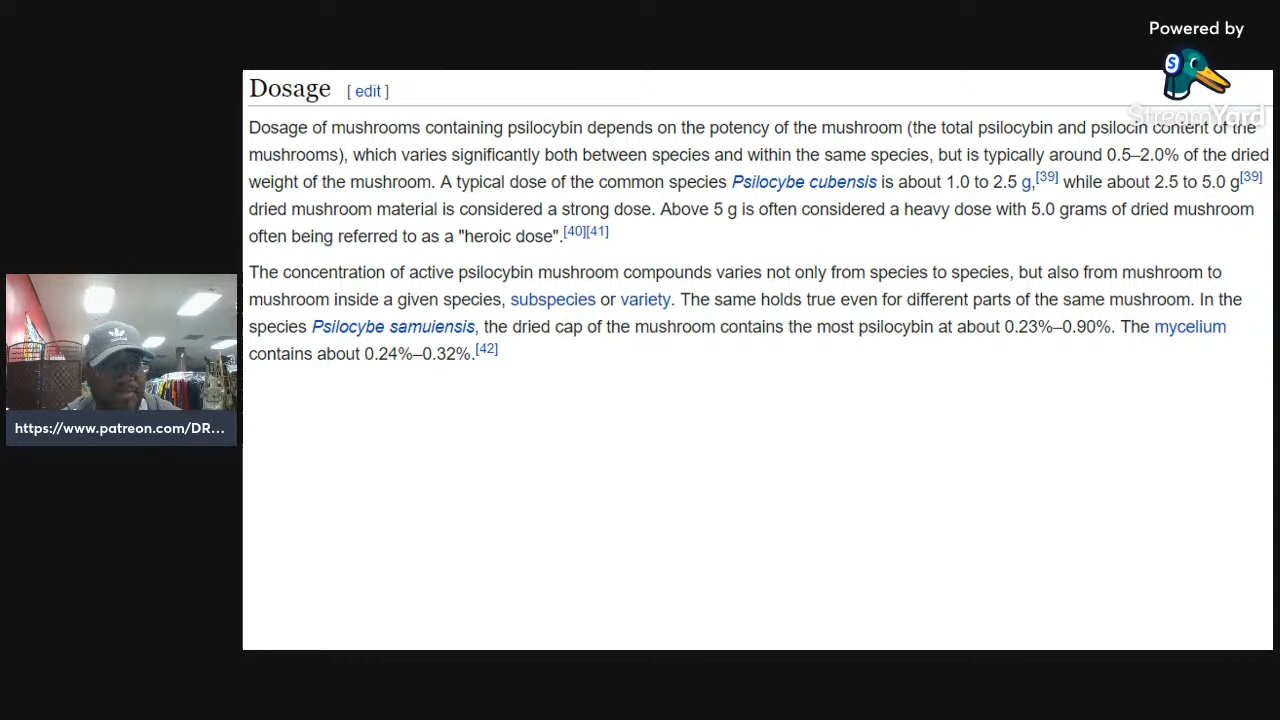 Powered by
StreamYard
Dosage [ edit ]
Dosage of mushrooms containing psilocybin depends on the potency of the mushroom (the total psilocybin and psilocin content of the
mushrooms), which varies significantly both between species and within the same species, but is typically around 0.5–2.0% of the dried
weight of the mushroom. A typical dose of the common species Psilocybe cubensis is about 1.0 to 2.5 g,[39] while about 2.5 to 5.0 g[39]
dried mushroom material is considered a strong dose. Above 5 g is often considered a heavy dose with 5.0 grams of dried mushroom
often being referred to as a "heroic dose".[40][41]
The concentration of active psilocybin mushroom compounds varies not only from species to species, but also from mushroom to
mushroom inside a given species, subspecies or variety. The same holds true even for different parts of the same mushroom. In the
species Psilocybe samuiensis, the dried cap of the mushroom contains the most psilocybin at about 0.23%–0.90%. The mycelium
contains about 0.24%–0.32%.[42]
https://www.patreon.com/DR...